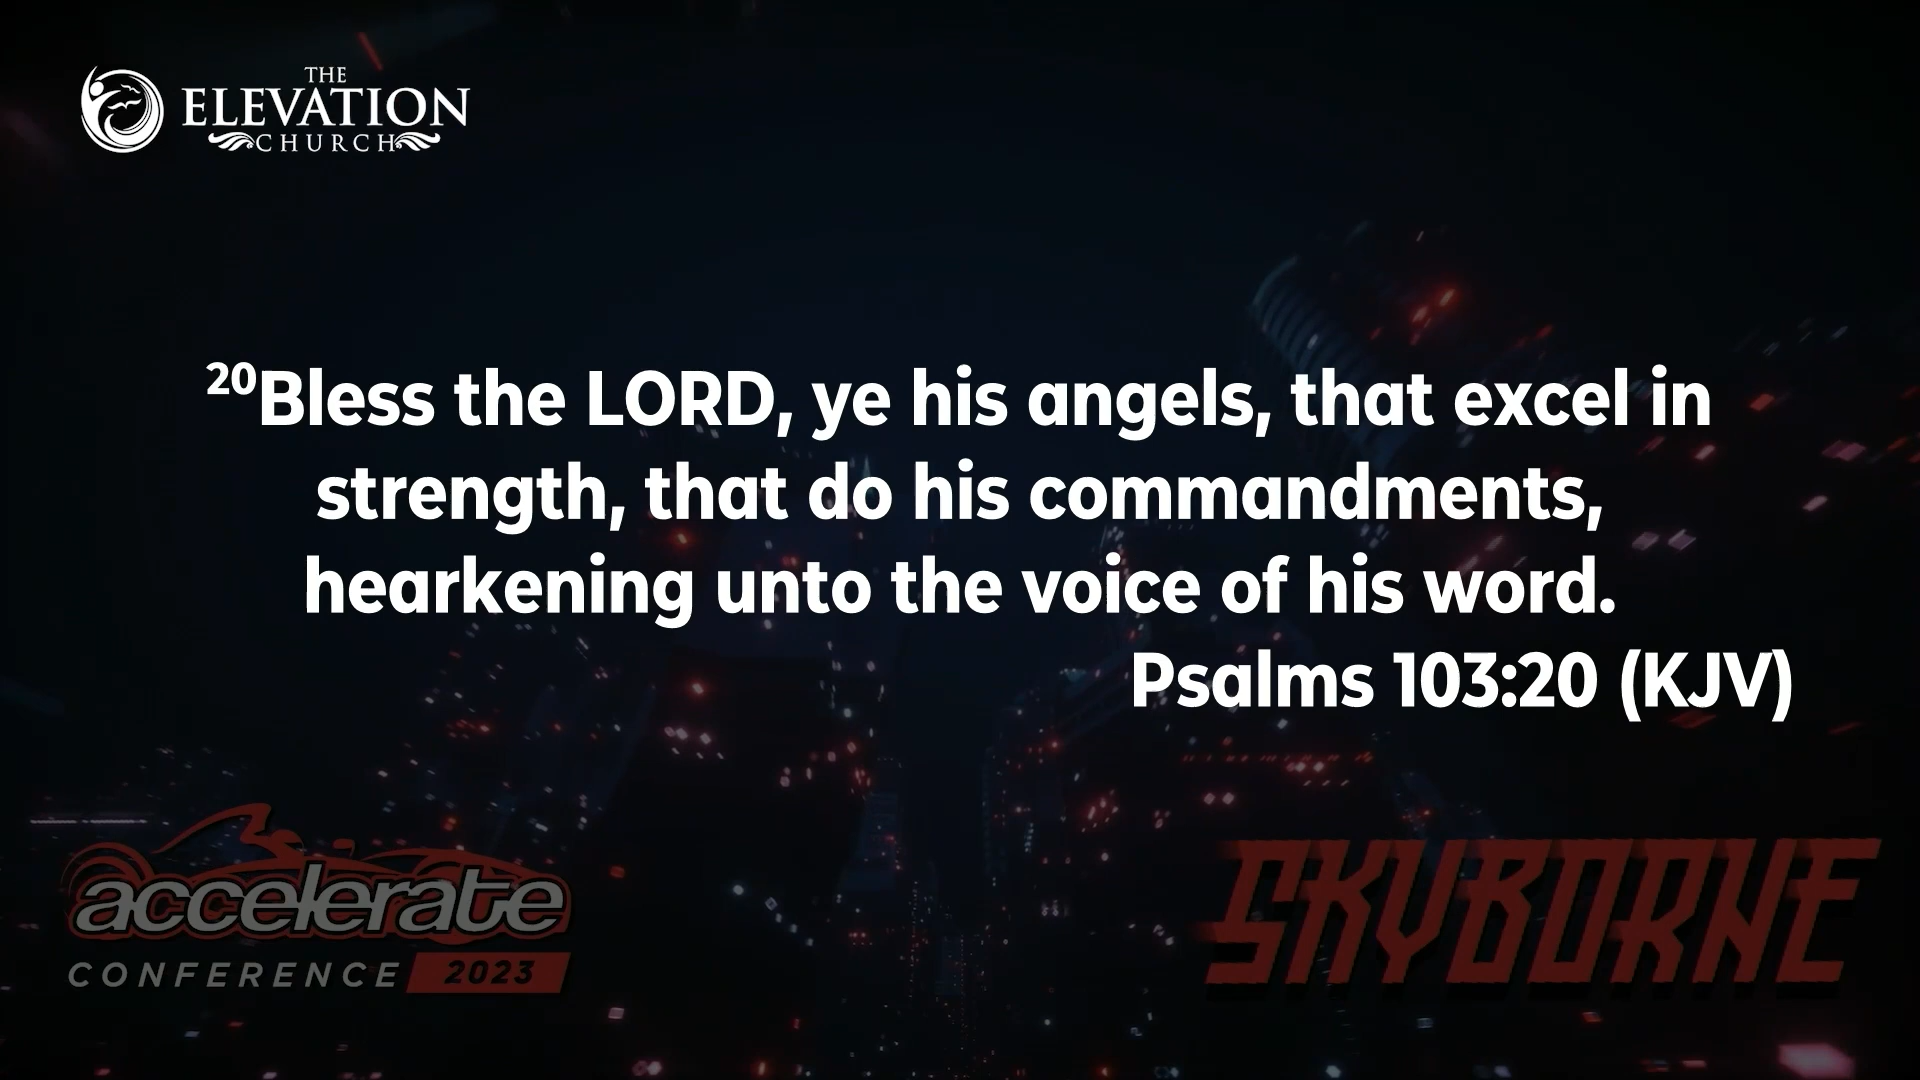 THE
ELEVATION
CHURCH
20Bless the LORD, ye his angels, that excel in
strength, that do his commandments,
hearkening unto the voice of his word.
Psalms 103:20 (KJV)
accelerate
CONFERENCE 2023
SKYBORNE